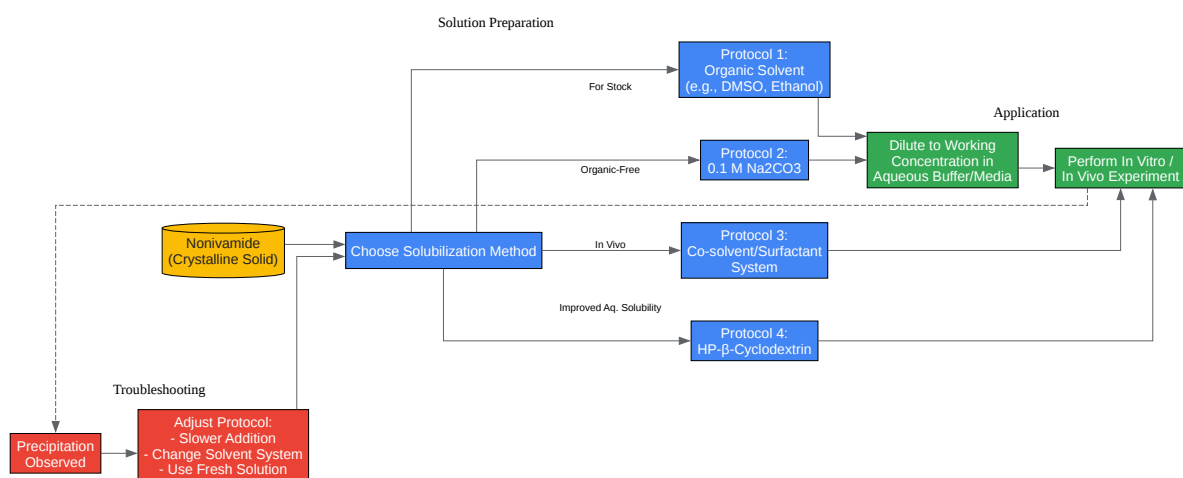 Solution Preparation
Protocol 1:
Organic Solvent
(e.g., DMSO, Ethanol)
For Stock
Application
Protocol 2:
0.1 M Na2CO3
Organic-Free
Dilute to Working
Concentration in
Aqueous Buffer/Media
Perform In Vitro /
In Vivo Experiment
Nonivamide
(Crystalline Solid)
Choose Solubilization Method
In Vivo
Protocol 3:
Co-solvent/Surfactant
System
Improved Aq. Solubility
Protocol 4:
HP-β-Cyclodextrin
Troubleshooting
Precipitation
Observed
Adjust Protocol:
- Slower Addition
- Change Solvent System
- Use Fresh Solution